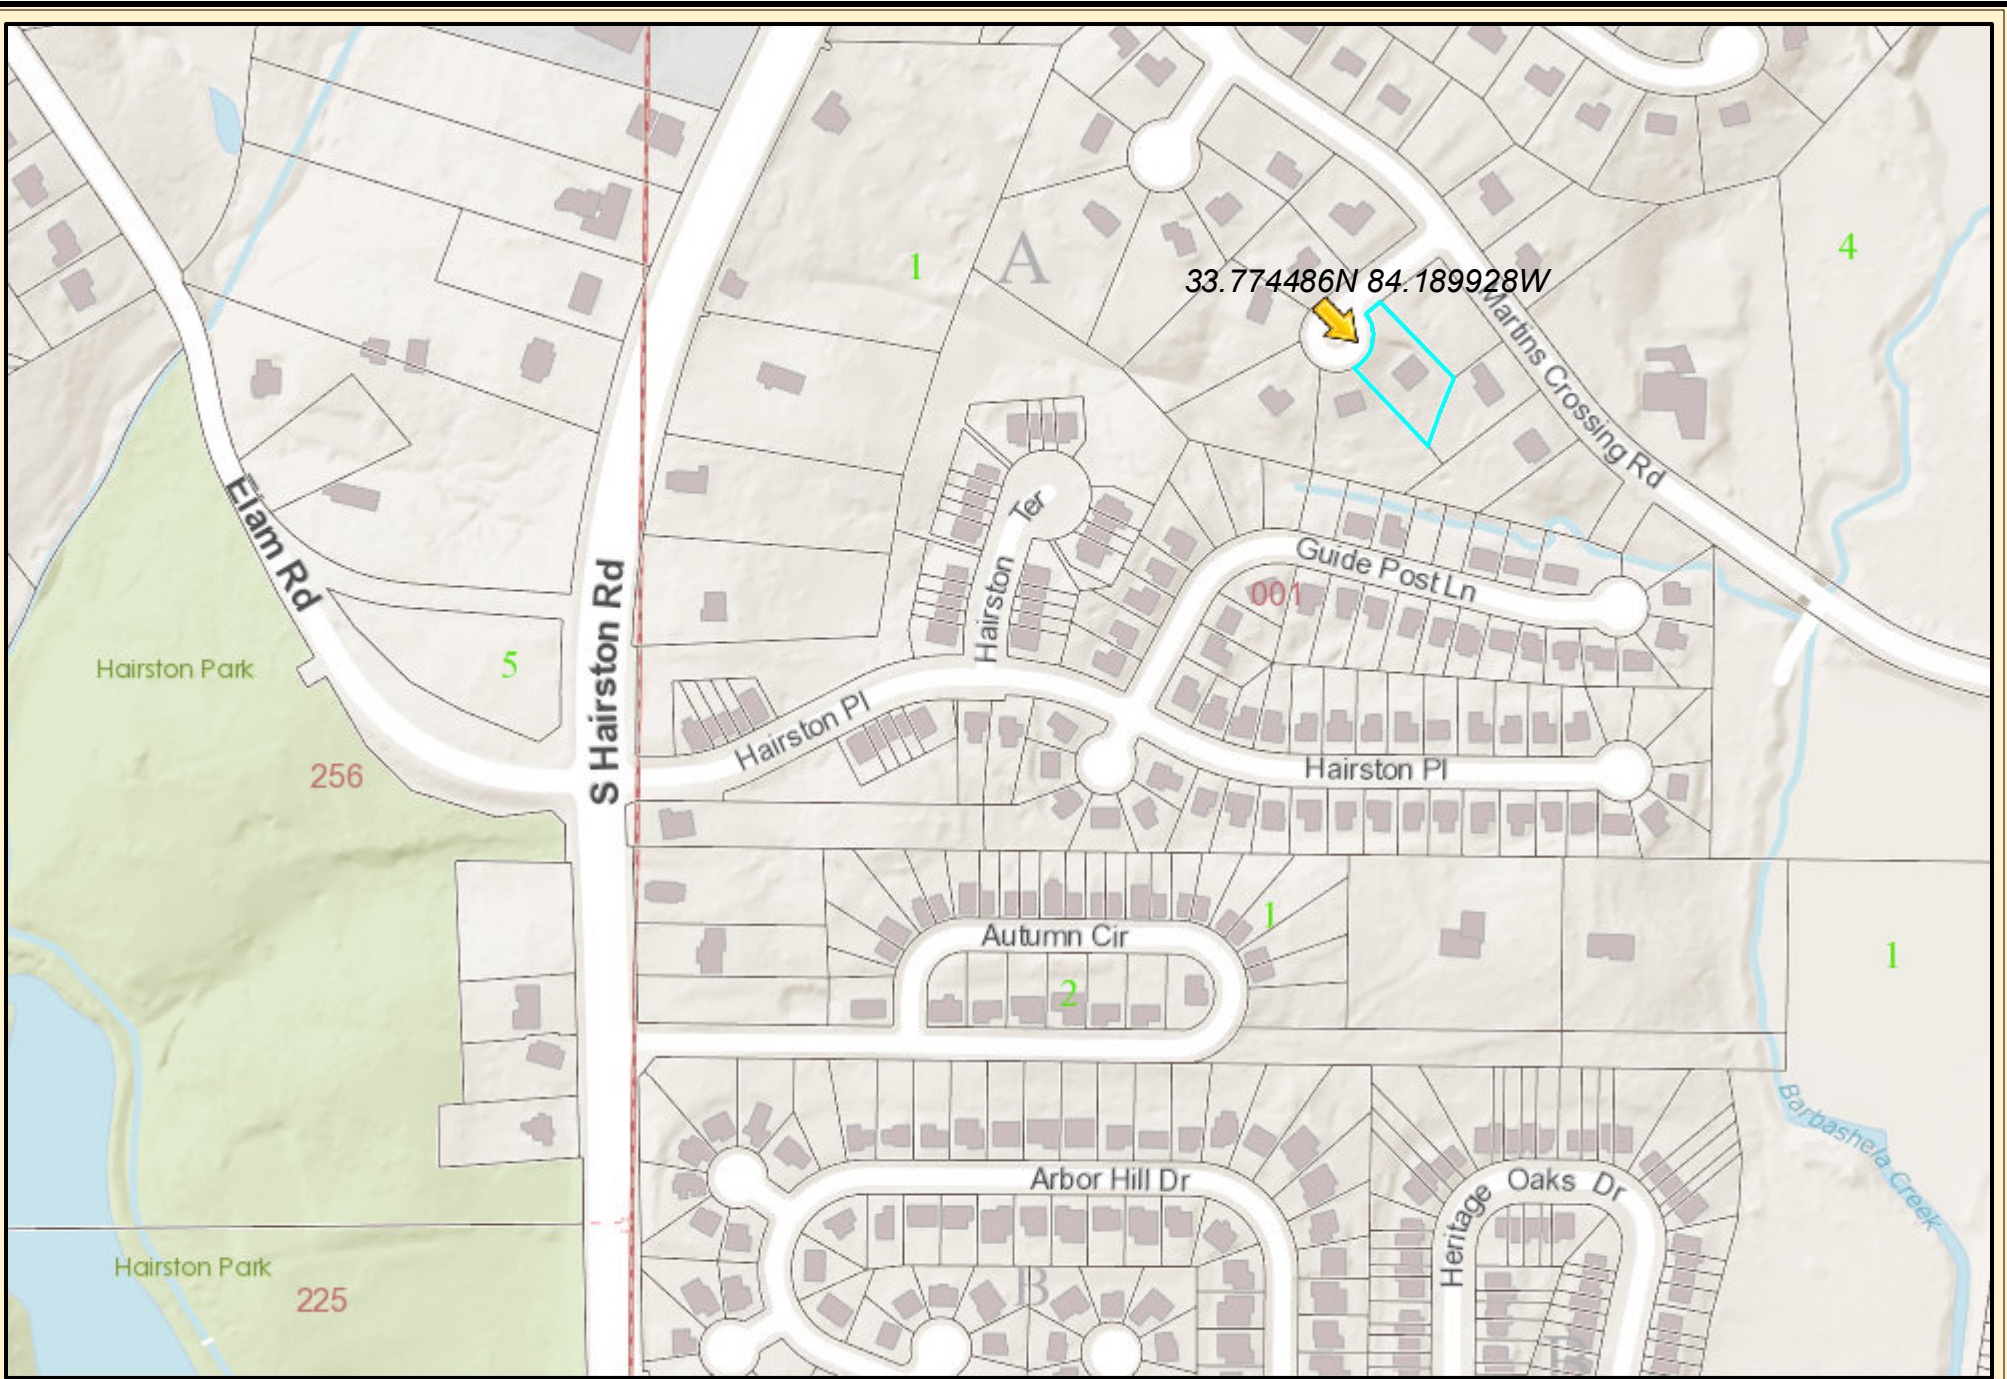 A
1
4
33.774486N 84.189928W
Martins Crossing Rd
Elam Rd
Ter
Hairston
Guide Post Ln
001
S Hairston Rd
Hairston Park
5
256
Hairston Pl
Hairston Pl
Autumn Cir
1
1
2
Barbashela Creek
Arbor Hill Dr
Heritage Oaks Dr
Hairston Park
225
B
B